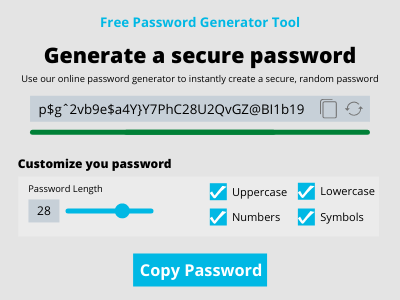 Free Password Generator Tool
Generate a secure password
Use our online password generator to instantly create a secure, random password
p$gˆ2vb9e$a4Y}Y7PhC28U2QvGZ@BI1b19
Customize you password
Password Length
28
Uppercase
Lowercase
Numbers
Symbols
Copy Password